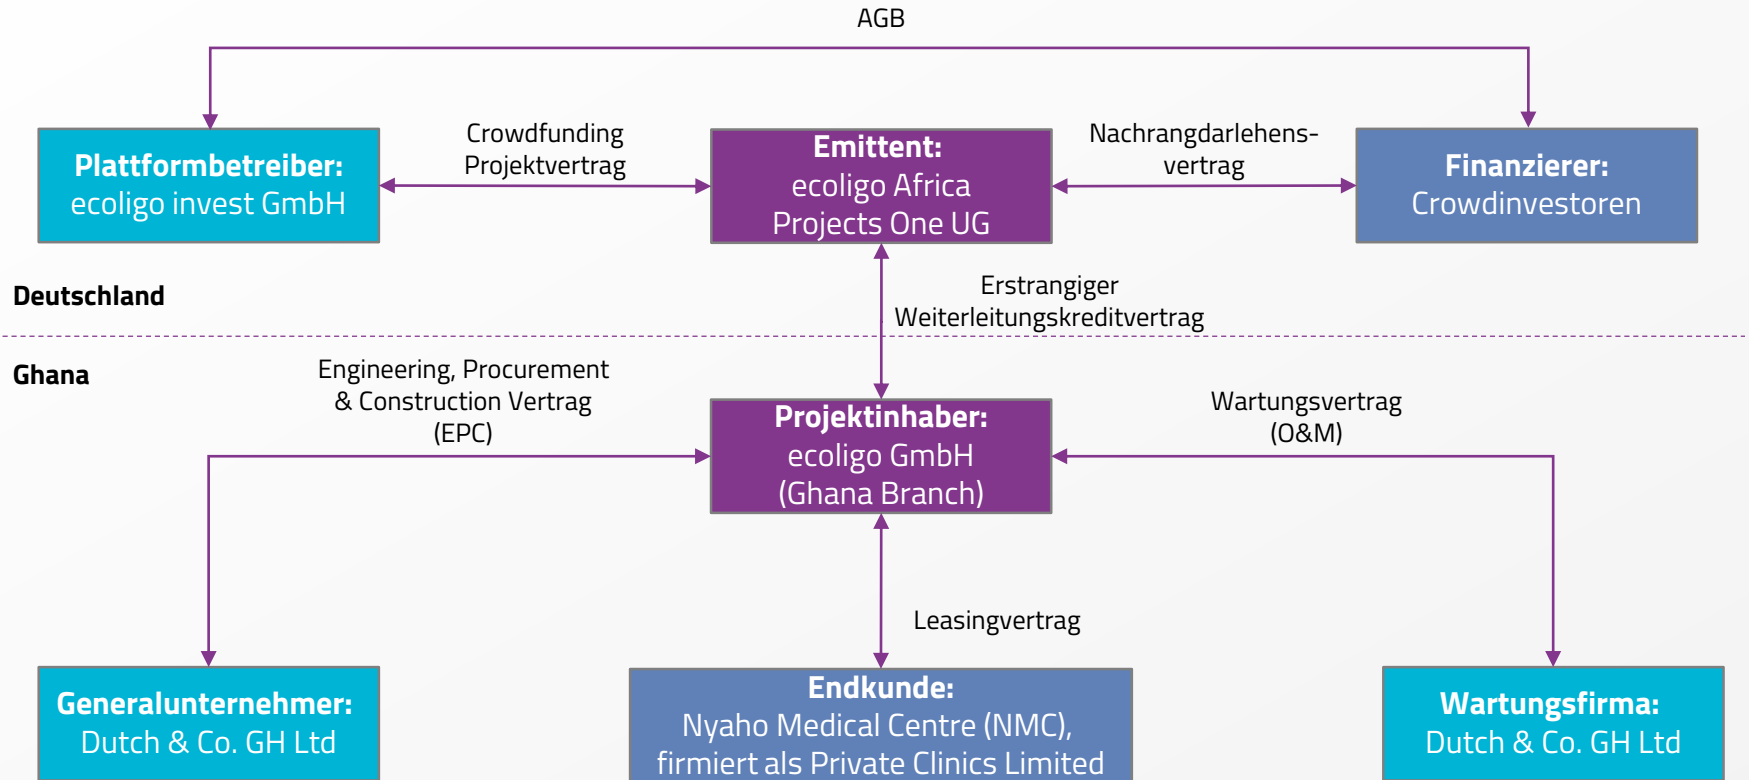 AGB
Plattformbetreiber:
ecoligo invest GmbH
Crowdfunding
Projektvertrag
Emittent:
ecoligo Africa
Projects One UG
Nachrangdarlehens-
vertrag
Finanzierer:
Crowdinvestoren
Deutschland
Erstrangiger
Weiterleitungskreditvertrag
Ghana
Engineering, Procurement
& Construction Vertrag
(EPC)
Projektinhaber:
ecoligo GmbH
(Ghana Branch)
Wartungsvertrag
(O&M)
Leasingvertrag
Generalunternehmer:
Dutch & Co. GH Ltd
Endkunde:
Nyaho Medical Centre (NMC),
firmiert als Private Clinics Limited
Wartungsfirma:
Dutch & Co. GH Ltd